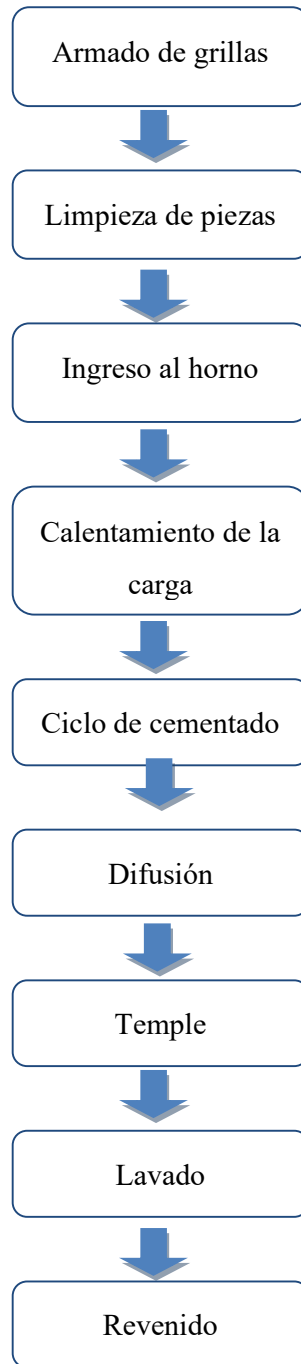 Armado de grillas
Limpieza de piezas
Ingreso al horno
Calentamiento de la
carga
Ciclo de cementado
Difusión
Temple
Lavado
Revenido